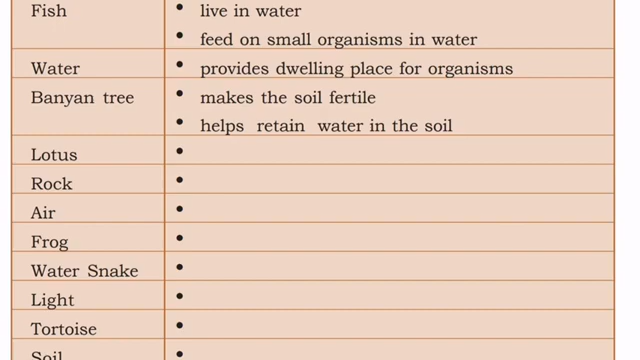 Fish • live in water
• feed on small organisms in water
Water • provides dwelling place for organisms
Banyan tree • makes the soil fertile
• helps retain water in the soil
Lotus •
Rock •
Air •
Frog •
Water Snake •
Light •
Tortoise •
Soil •